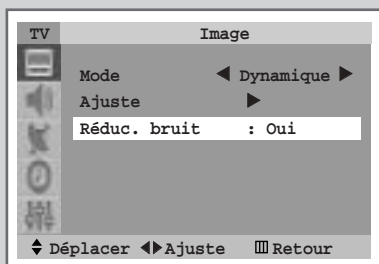 TV Image
Mode ◀ Dynamique ▶
Ajuste ▶
Réduc. bruit : Oui
Déplacer Ajuste Retour